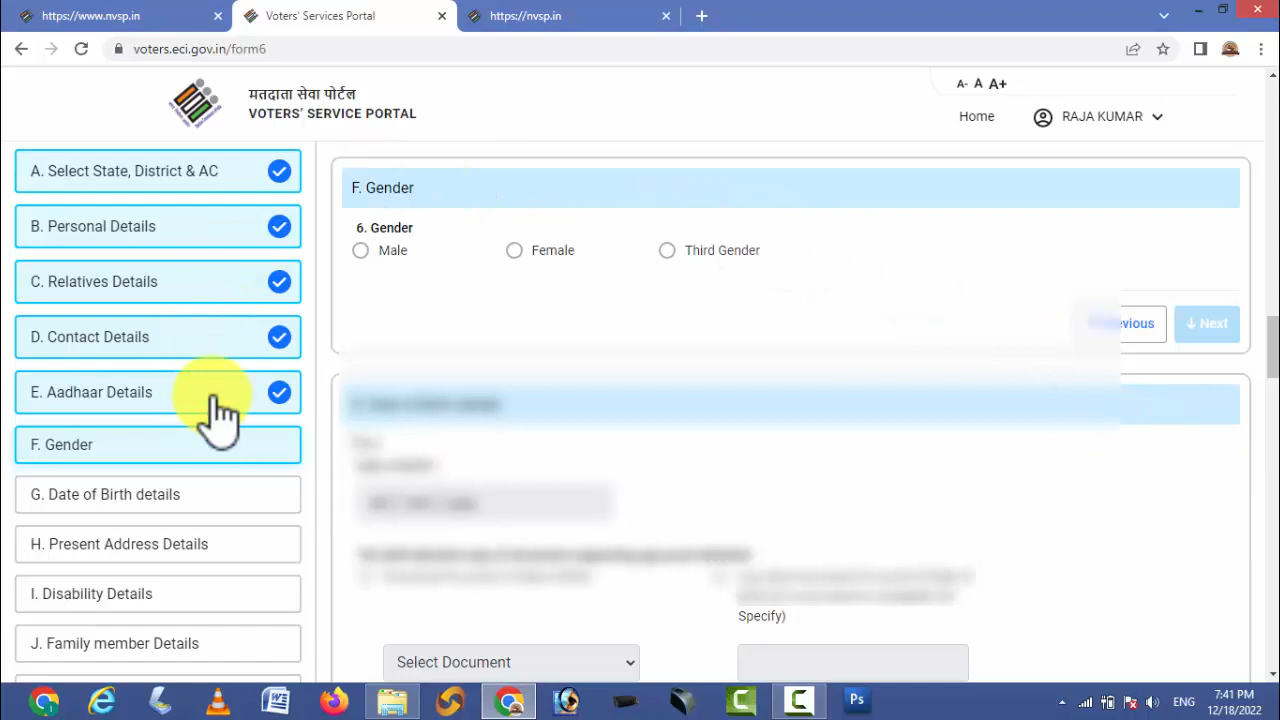 https://www.nvsp.in
Voters' Services Portal
https://nvsp.in
voters.eci.gov.in/form6
मतदाता सेवा पोर्टल
VOTERS' SERVICE PORTAL
A- A A+
Home
RAJA KUMAR
A. Select State, District & AC
B. Personal Details
C. Relatives Details
D. Contact Details
E. Aadhaar Details
F. Gender
G. Date of Birth details
H. Present Address Details
I. Disability Details
J. Family member Details
F. Gender
6. Gender
Male
Female
Third Gender
Next
Specify)
Select Document
ENG
7:41 PM
12/18/2022